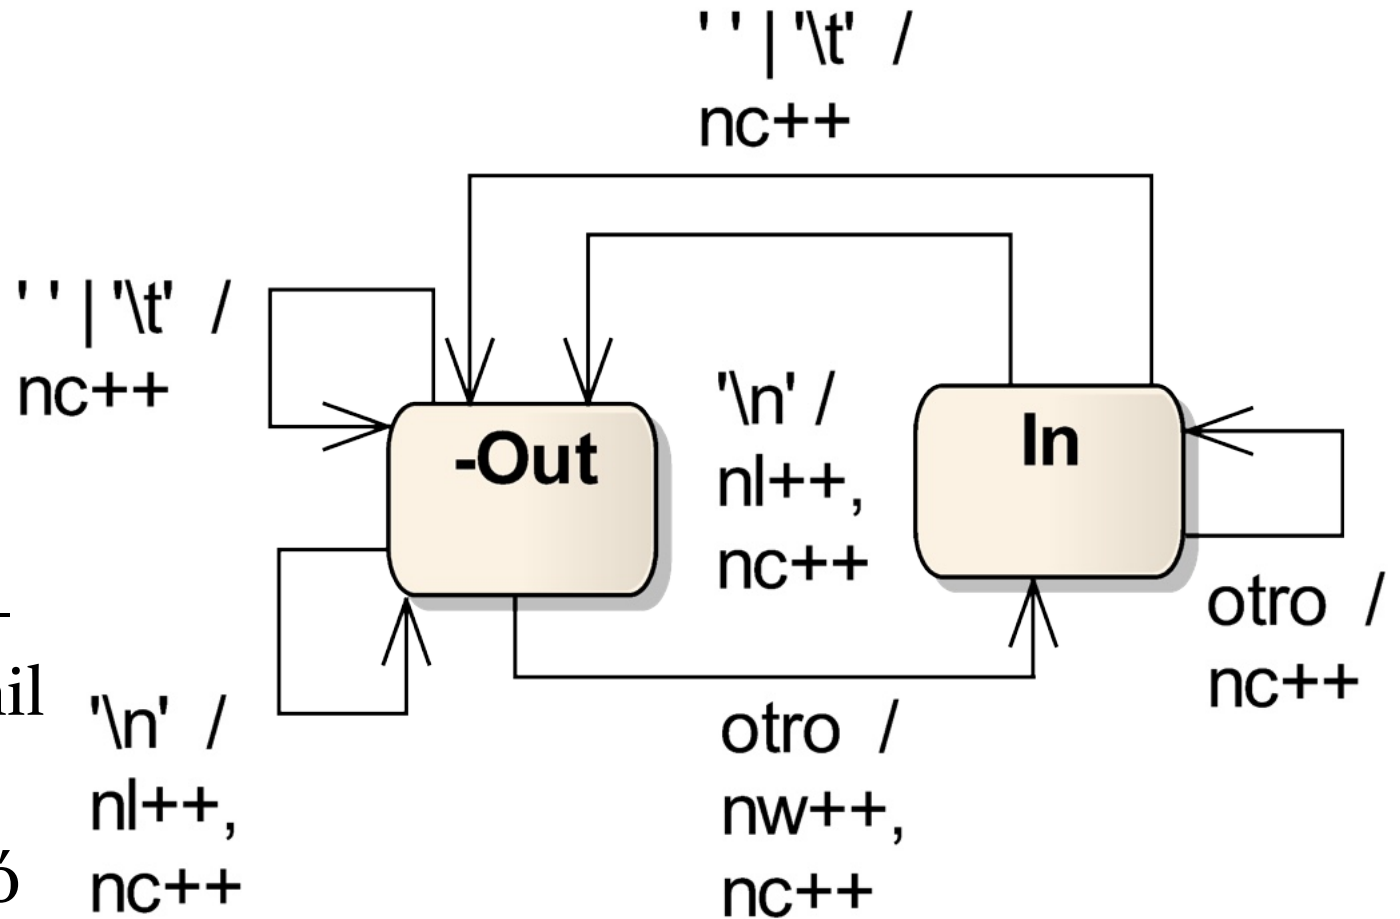 ' ' | '\t' /
nc++
' ' | '\t' /
nc++
-Out
'\n' /
nl++,
nc++
In
otro /
nc++
'\n' /
nl++,
nc++
otro /
nw++,
nc++